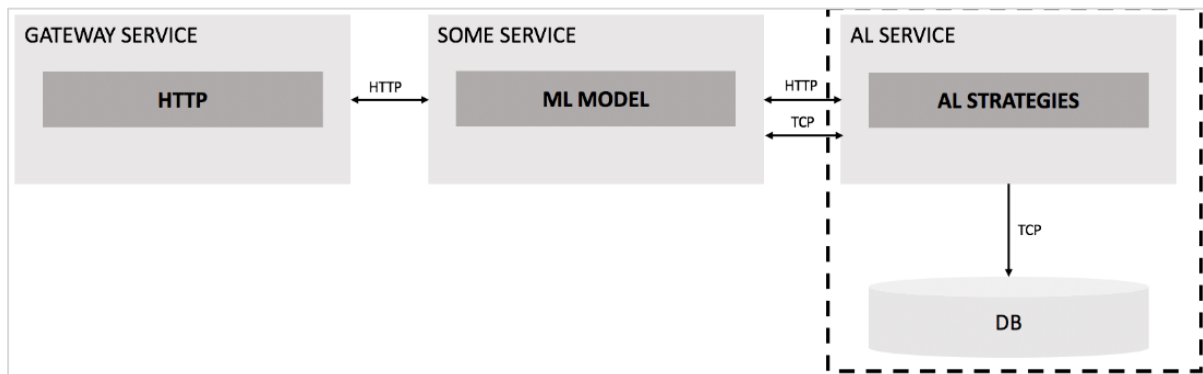 GATEWAY SERVICE
HTTP
HTTP
SOME SERVICE
ML MODEL
HTTP
TCP
AL SERVICE
AL STRATEGIES
TCP
DB